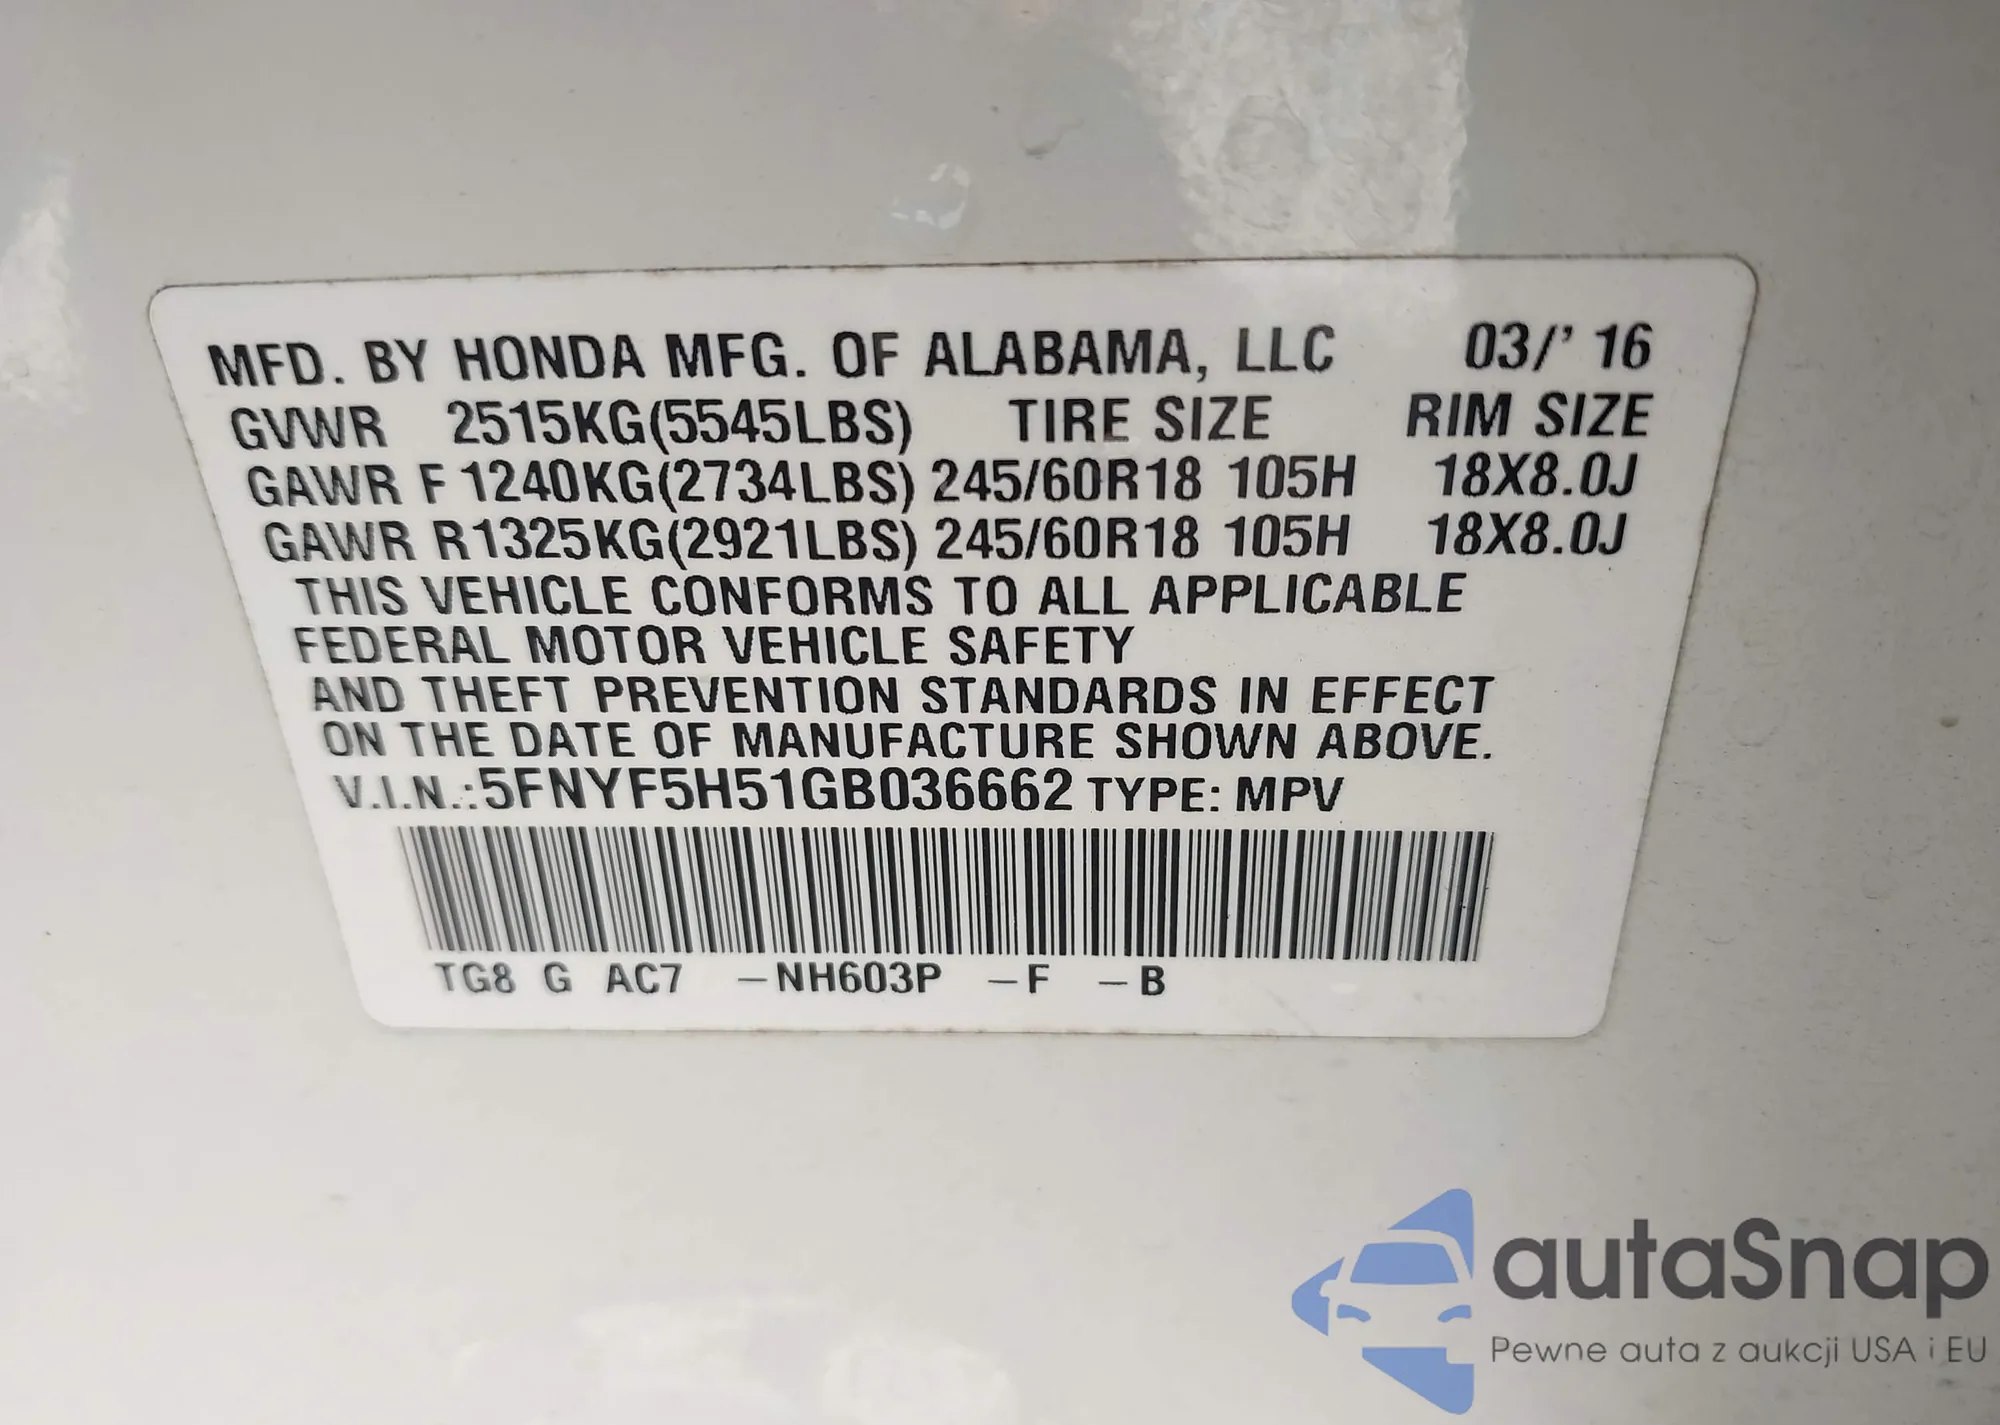 MFD. BY HONDA MFG. OF ALABAMA, LLC 03/' 16
GVWR 2515KG(5545LBS) TIRE SIZE RIM SIZE
GAWR F 1240KG(2734LBS) 245/60R18 105H 18X8.0J
GAWR R1325KG(2921LBS) 245/60R18 105H 18X8.0J
THIS VEHICLE CONFORMS TO ALL APPLICABLE
FEDERAL MOTOR VEHICLE SAFETY
AND THEFT PREVENTION STANDARDS IN EFFECT
ON THE DATE OF MANUFACTURE SHOWN ABOVE.
V.I.N.:5FNYF5H51GB036662 TYPE: MPV
TG8 G AC7 –NH603P –F –B
autaSnap
Pewne auta z aukcji USA i EU